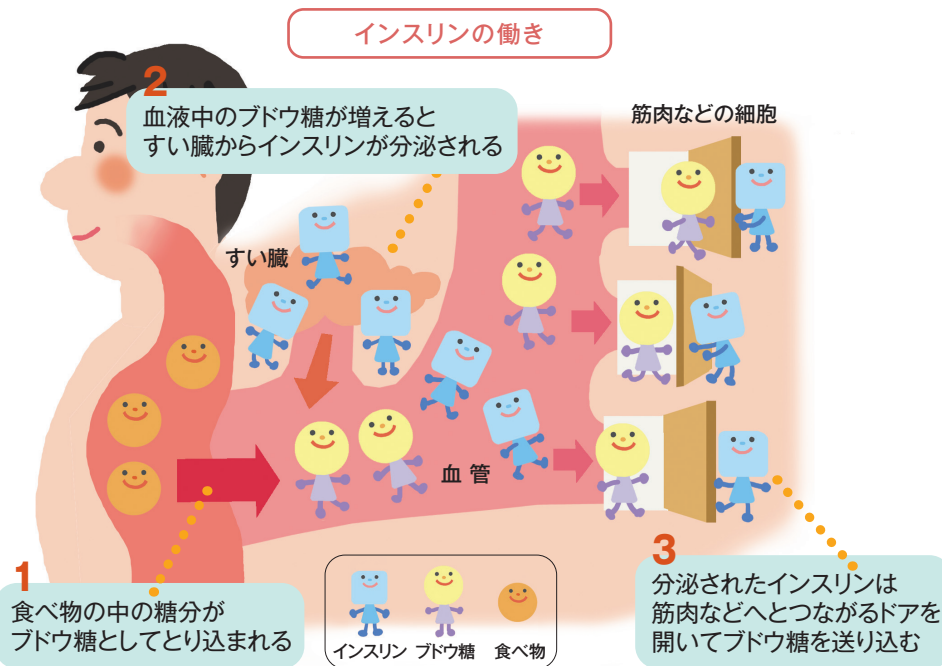 インスリンの働き
2
血液中のブドウ糖が増えると
すい臓からインスリンが分泌される
筋肉などの細胞
すい臓
血管
1
食べ物の中の糖分が
ブドウ糖としてとり込まれる
インスリン ブドウ糖 食べ物
3
分泌されたインスリンは
筋肉などへとつながるドアを
開いてブドウ糖を送り込む